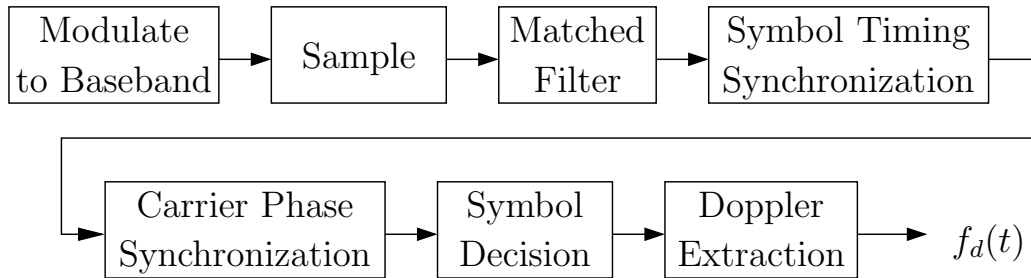 Modulate
to Baseband
Sample
Matched
Filter
Symbol Timing
Synchronization
Carrier Phase
Synchronization
Symbol
Decision
Doppler
Extraction
f_d(t)